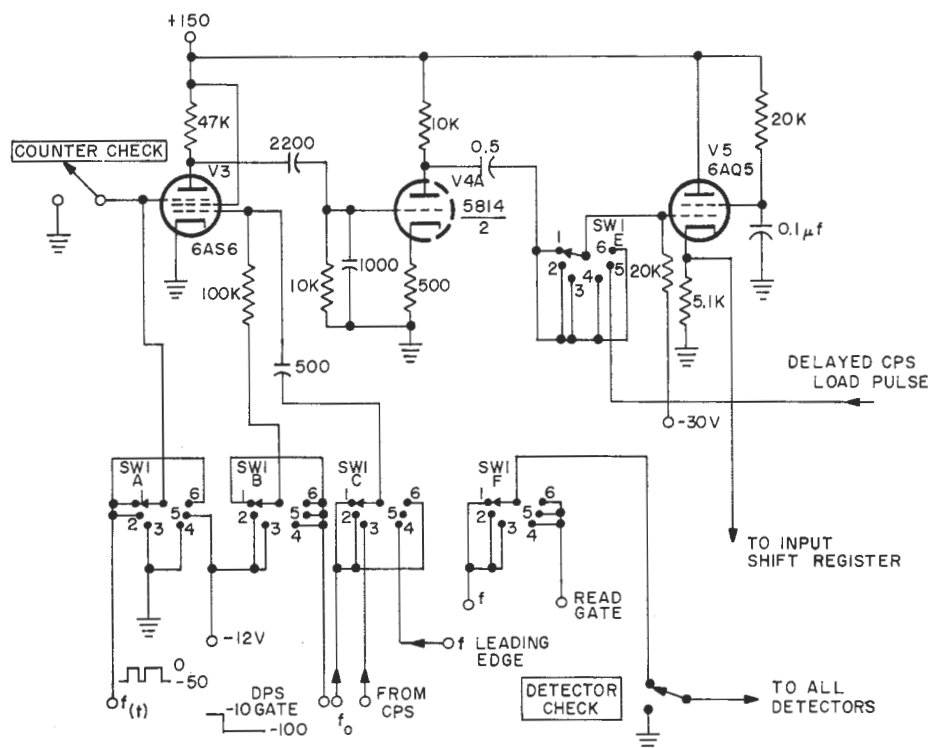 +150
47K
COUNTER CHECK
V3
6AS6
2200
10K
V4A
5814
2
0.5
1000
10K
500
100K
500
1
SW1
E
6
2
3
4
5
20K
V5
6AQ5
20K
0.1μf
5.1K
DELAYED CPS
LOAD PULSE
-30V
SW1
A
1
2
3
6
5
4
SW1
B
1
2
3
6
5
4
SW1
C
1
2
3
6
5
4
SW1
F
1
2
3
6
5
4
TO INPUT
SHIFT REGISTER
f
READ
GATE
-12V
f LEADING
EDGE
0
-50
f(t)
DPS
-10 GATE
-100
fo
FROM
CPS
DETECTOR
CHECK
TO ALL
DETECTORS